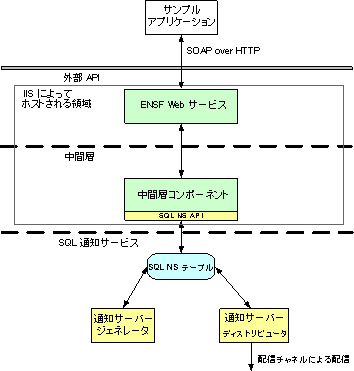 サンプル
アプリケーション
SOAP over HTTP
外部 API
IIS によって
ホストされる領域
ENSF Web サービス
中間層
中間層コンポーネント
SQL NS API
SQL 通知サービス
SQL NS テーブル
通知サーバー
ジェネレータ
通知サーバー
ディストリビュータ
配信チャネルによる配信